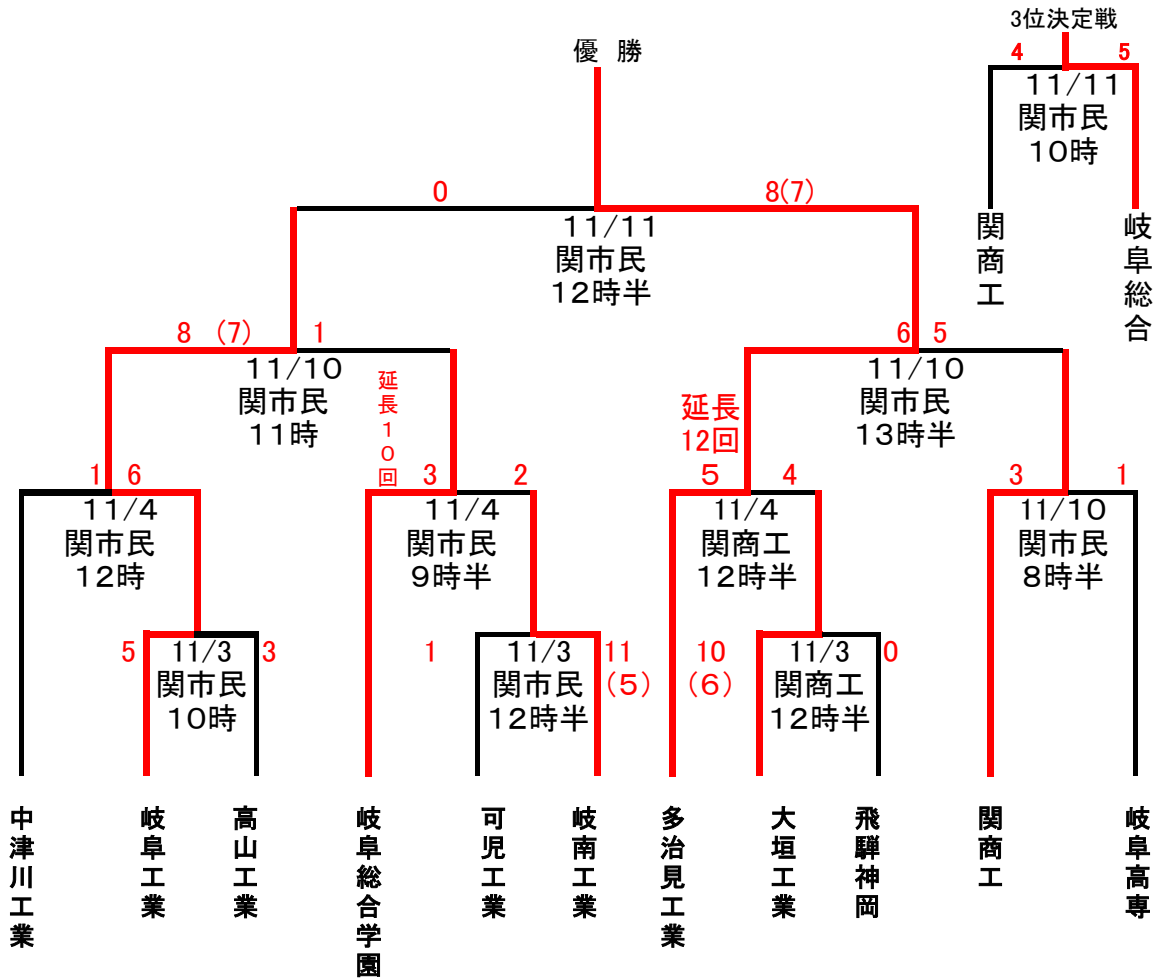 3位決定戦
4 5
11/11
関市民
10時
関商工
岐阜総合
優 勝
0 8(7)
11/11
関市民
12時半
8 (7) 1
11/10
関市民
11時
6 5
11/10
関市民
13時半
1 6
11/4
関市民
12時
延長10回
3 2
11/4
関市民
9時半
延長
12回
5 4
11/4
関商工
12時半
3 1
11/10
関市民
8時半
5 11/3 3
関市民
10時
1 11/3 11
関市民 (5)
12時半
10 11/3 0
(6) 関商工
12時半
中津川工業
岐阜工業
高山工業
岐阜総合学園
可児工業
岐南工業
多治見工業
大垣工業
飛騨神岡
関商工
岐阜高専